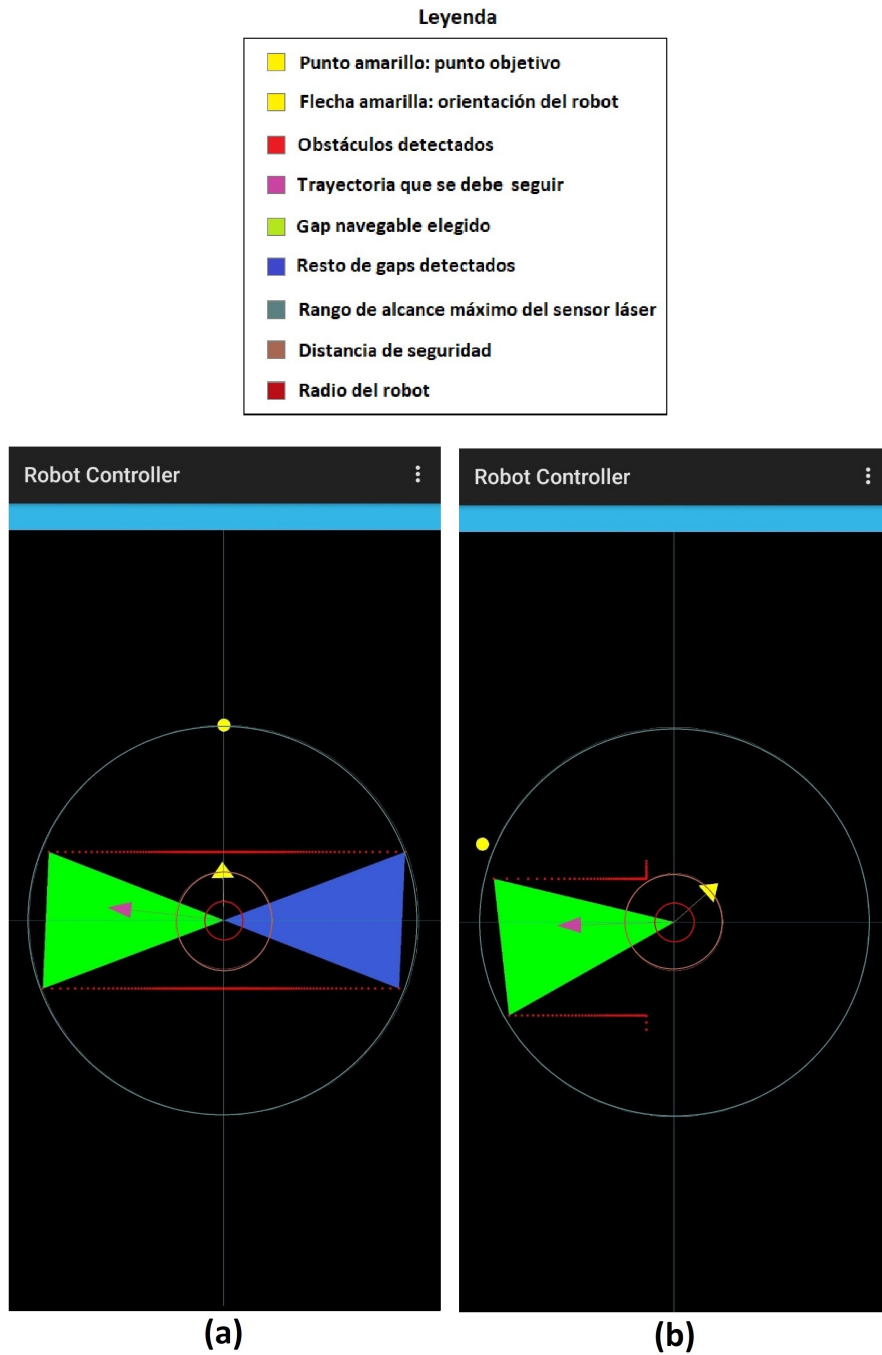 Leyenda
Punto amarillo: punto objetivo
Flecha amarilla: orientación del robot
Obstáculos detectados
Trayectoria que se debe seguir
Gap navegable elegido
Resto de gaps detectados
Rango de alcance máximo del sensor láser
Distancia de seguridad
Radio del robot
Robot Controller
Robot Controller
(a)
(b)